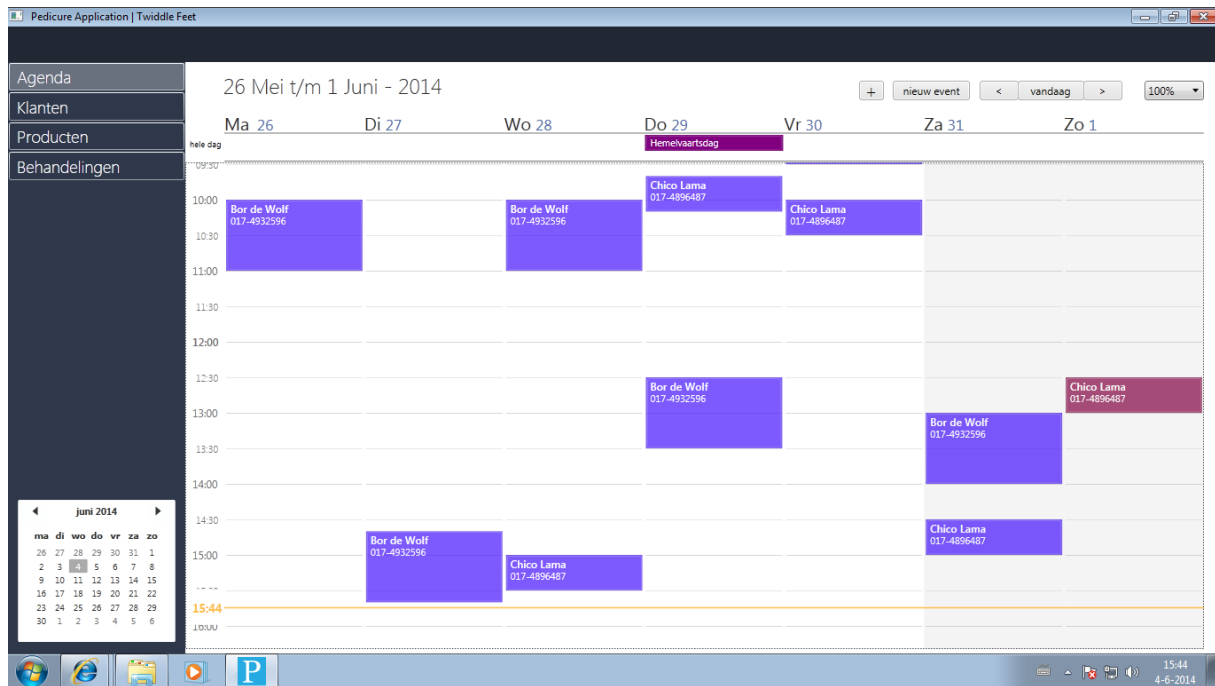 Pedicure Application | Twiddle Feet
Agenda
Klanten
Producten
Behandelingen
26 Mei t/m 1 Juni - 2014
+ nieuw event < vandaag > 100%
Ma 26 Di 27 Wo 28 Do 29 Vr 30 Za 31 Zo 1
hele dag Hemelvaartsdag
09:30
Chico Lama
017-4896487
10:00
Bor de Wolf Bor de Wolf Chico Lama
017-4932596 017-4932596 017-4896487
10:30
11:00
11:30
12:00
12:30
Bor de Wolf Chico Lama
017-4932596 017-4896487
13:00
Bor de Wolf
017-4932596
13:30
14:00
14:30
Chico Lama
017-4896487
Bor de Wolf
017-4932596
15:00
Chico Lama
017-4896487
15:44
16:00
juni 2014
ma di wo do vr za zo
26 27 28 29 30 31 1
2 3 4 5 6 7 8
9 10 11 12 13 14 15
16 17 18 19 20 21 22
23 24 25 26 27 28 29
30 1 2 3 4 5 6
P
15:44
4-6-2014